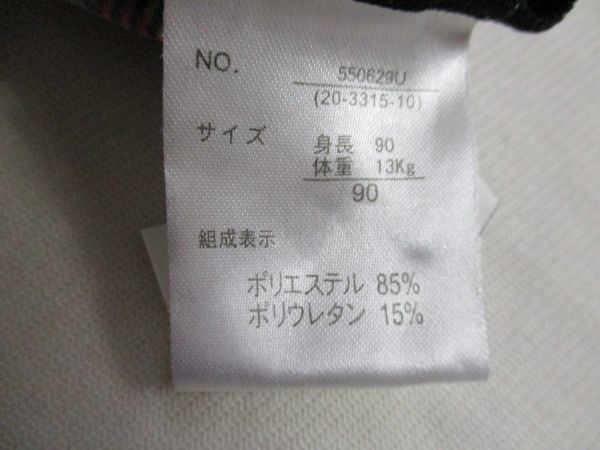 NO. 550629U
(20-3315-10)
サイズ 身長 90
体重 13Kg
90
組成表示
ポリエステル 85%
ポリウレタン 15%